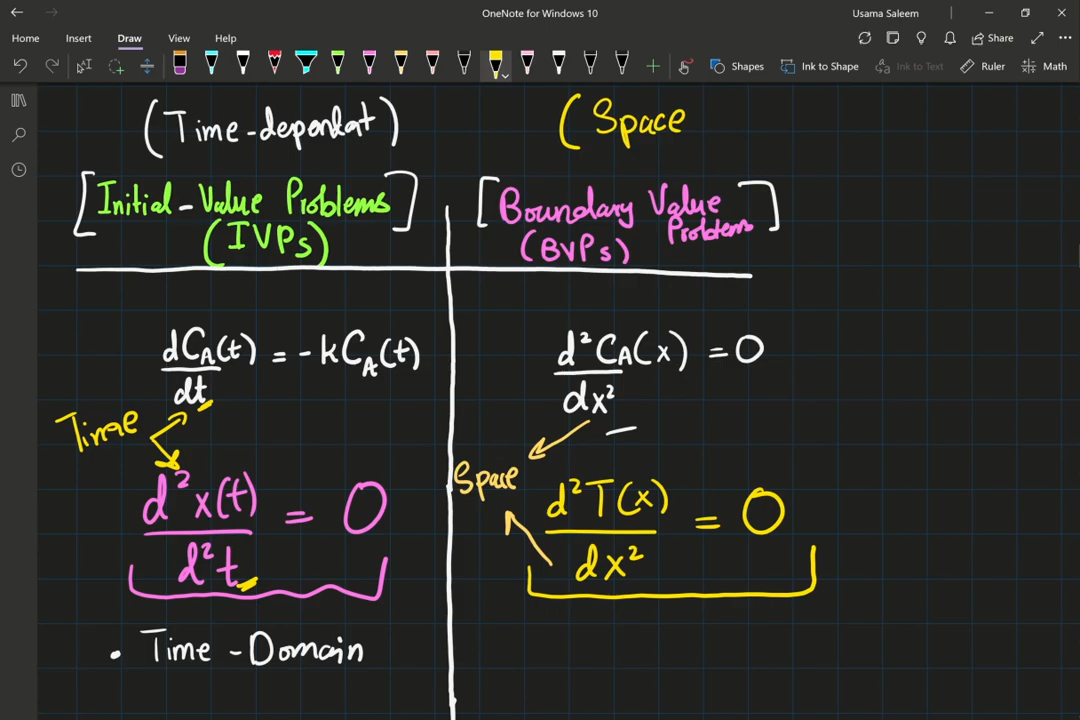 OneNote for Windows 10
Usama Saleem
Home Insert Draw View Help
Share
Shapes Ink to Shape Ink to Text Ruler Math
(Time-dependat)
(Space
[Initial-Value Problems]
(IVPs)
[Boundary Value
Problems]
(BVPs)
dCA(t)/dt = -kCA(t)
d²CA(x)/dx² = 0
Time
Space
d²x(t)/d²t = 0
d²T(x)/dx² = 0
• Time-Domain